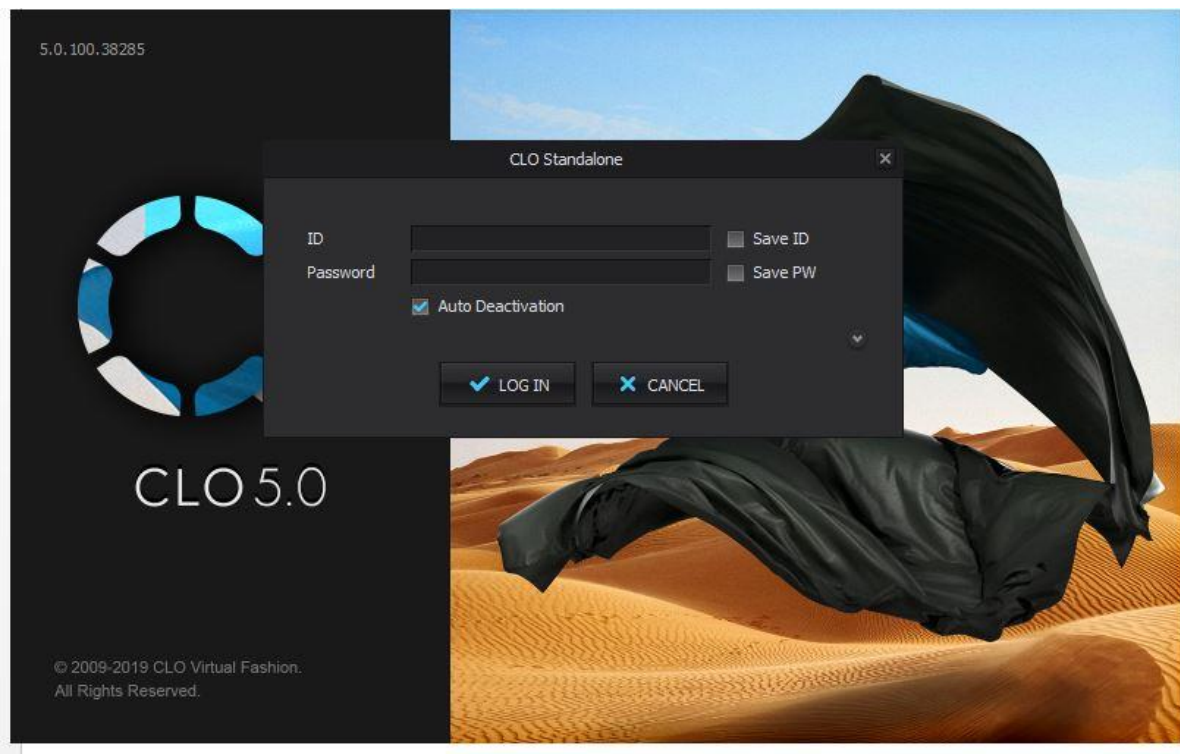 5.0.100.38285
CLO Standalone
ID
Save ID
Password
Save PW
Auto Deactivation
LOG IN
CANCEL
CLO 5.0
© 2009-2019 CLO Virtual Fashion.
All Rights Reserved.